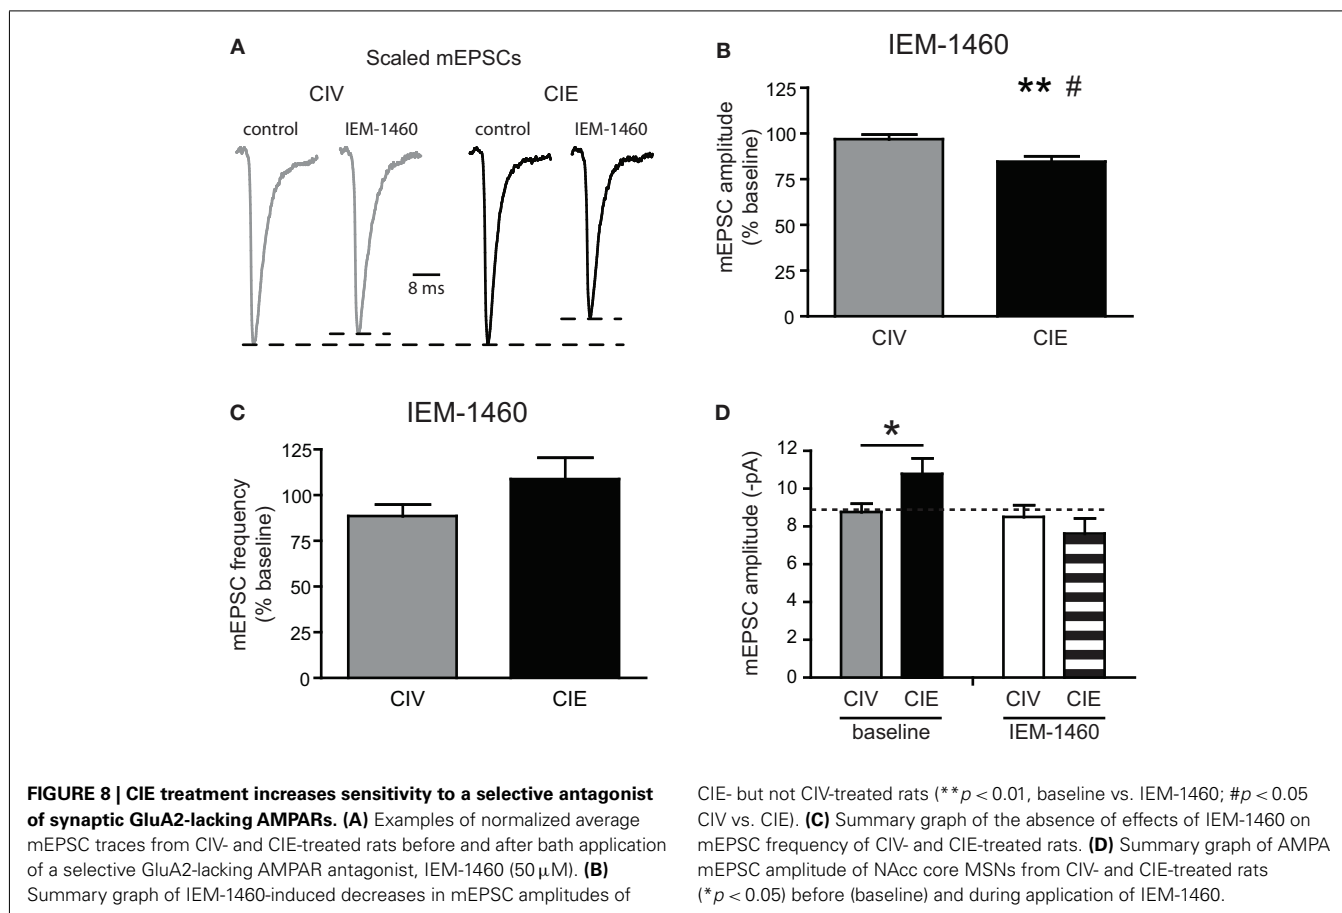 A
Scaled mEPSCs
CIV
CIE
control
IEM-1460
control
IEM-1460
8 ms
B
IEM-1460
** #
mEPSC amplitude
(% baseline)
125
100
75
50
25
0
CIV
CIE
C
IEM-1460
mEPSC frequency
(% baseline)
125
100
75
50
25
0
CIV
CIE
D
*
mEPSC amplitude (-pA)
12
10
8
6
4
2
0
CIV
CIE
CIV
CIE
baseline
IEM-1460
FIGURE 8 | CIE treatment increases sensitivity to a selective antagonist
of synaptic GluA2-lacking AMPARs. (A) Examples of normalized average
mEPSC traces from CIV- and CIE-treated rats before and after bath application
of a selective GluA2-lacking AMPAR antagonist, IEM-1460 (50 μM). (B)
Summary graph of IEM-1460-induced decreases in mEPSC amplitudes of
CIE- but not CIV-treated rats (**p < 0.01, baseline vs. IEM-1460; #p < 0.05
CIV vs. CIE). (C) Summary graph of the absence of effects of IEM-1460 on
mEPSC frequency of CIV- and CIE-treated rats. (D) Summary graph of AMPA
mEPSC amplitude of NAcc core MSNs from CIV- and CIE-treated rats
(*p < 0.05) before (baseline) and during application of IEM-1460.